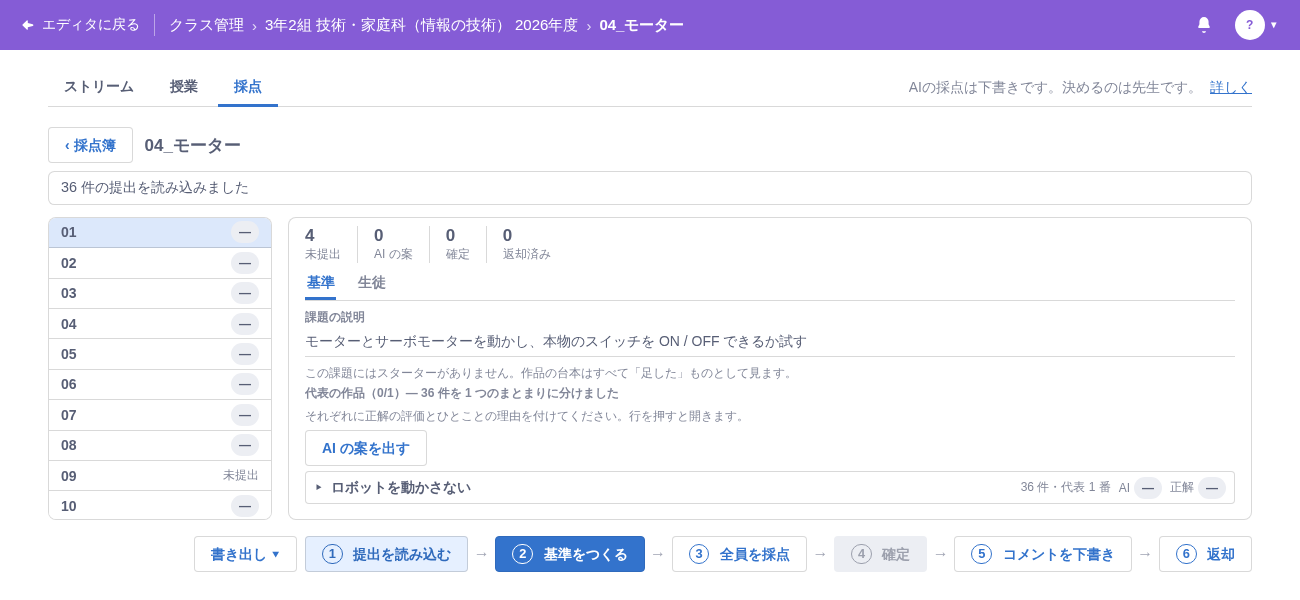 エディタに戻る クラス管理 › 3年2組 技術・家庭科（情報の技術） 2026年度 › 04_モーター ? ▾
ストリーム 授業 採点 AIの採点は下書きです。決めるのは先生です。 詳しく
‹ 採点簿 04_モーター
36 件の提出を読み込みました
01 —
02 —
03 —
04 —
05 —
06 —
07 —
08 —
09 未提出
10 —
4 0 0 0
未提出 AI の案 確定 返却済み
基準 生徒
課題の説明
モーターとサーボモーターを動かし、本物のスイッチを ON / OFF できるか試す
この課題にはスターターがありません。作品の台本はすべて「足した」ものとして見ます。
代表の作品（0/1）— 36 件を 1 つのまとまりに分けました
それぞれに正解の評価とひとことの理由を付けてください。行を押すと開きます。
AI の案を出す
▸ ロボットを動かさない 36 件・代表 1 番 AI — 正解 —
書き出し ▾ 1 提出を読み込む → 2 基準をつくる → 3 全員を採点 → 4 確定 → 5 コメントを下書き → 6 返却